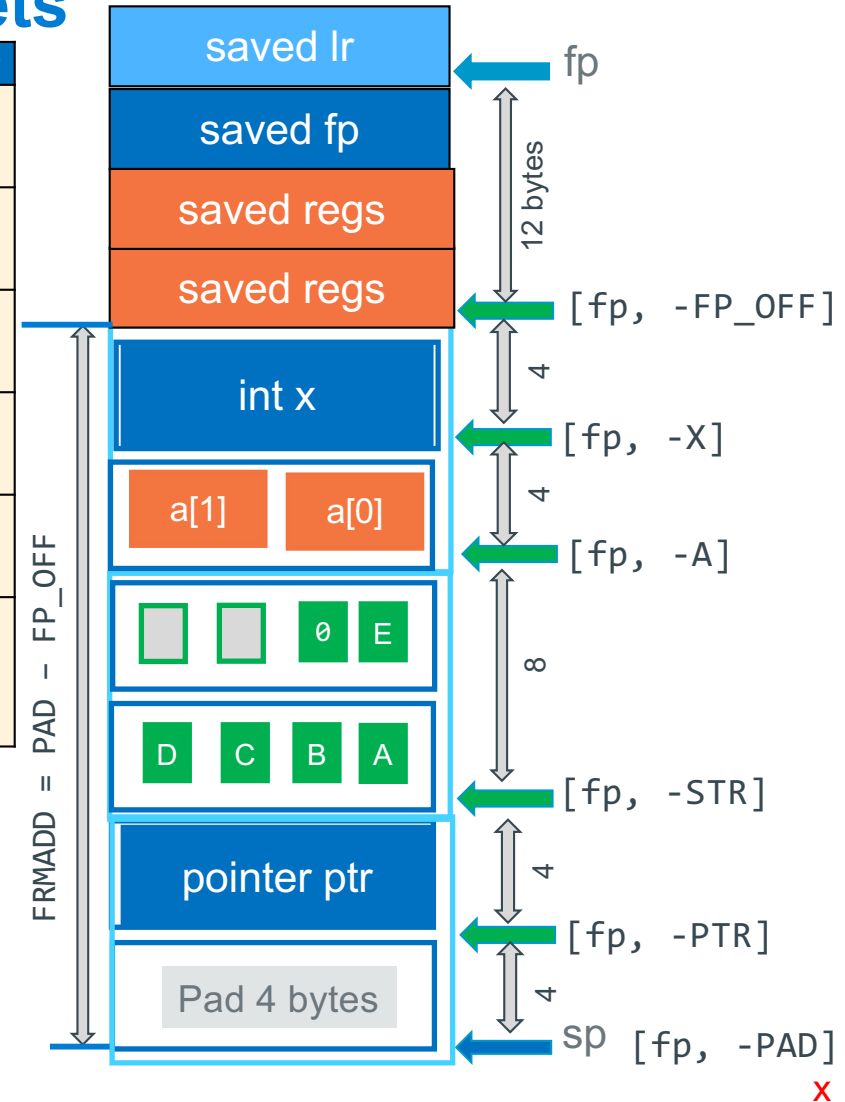 ets
saved lr
fp
saved fp
12 bytes
saved regs
saved regs
[fp, -FP_OFF]
4
int x
[fp, -X]
4
a[1] a[0]
[fp, -A]
FRMADD = PAD – FP_OFF
0 E
8
D C B A
[fp, -STR]
4
pointer ptr
[fp, -PTR]
4
Pad 4 bytes
sp [fp, -PAD]
x